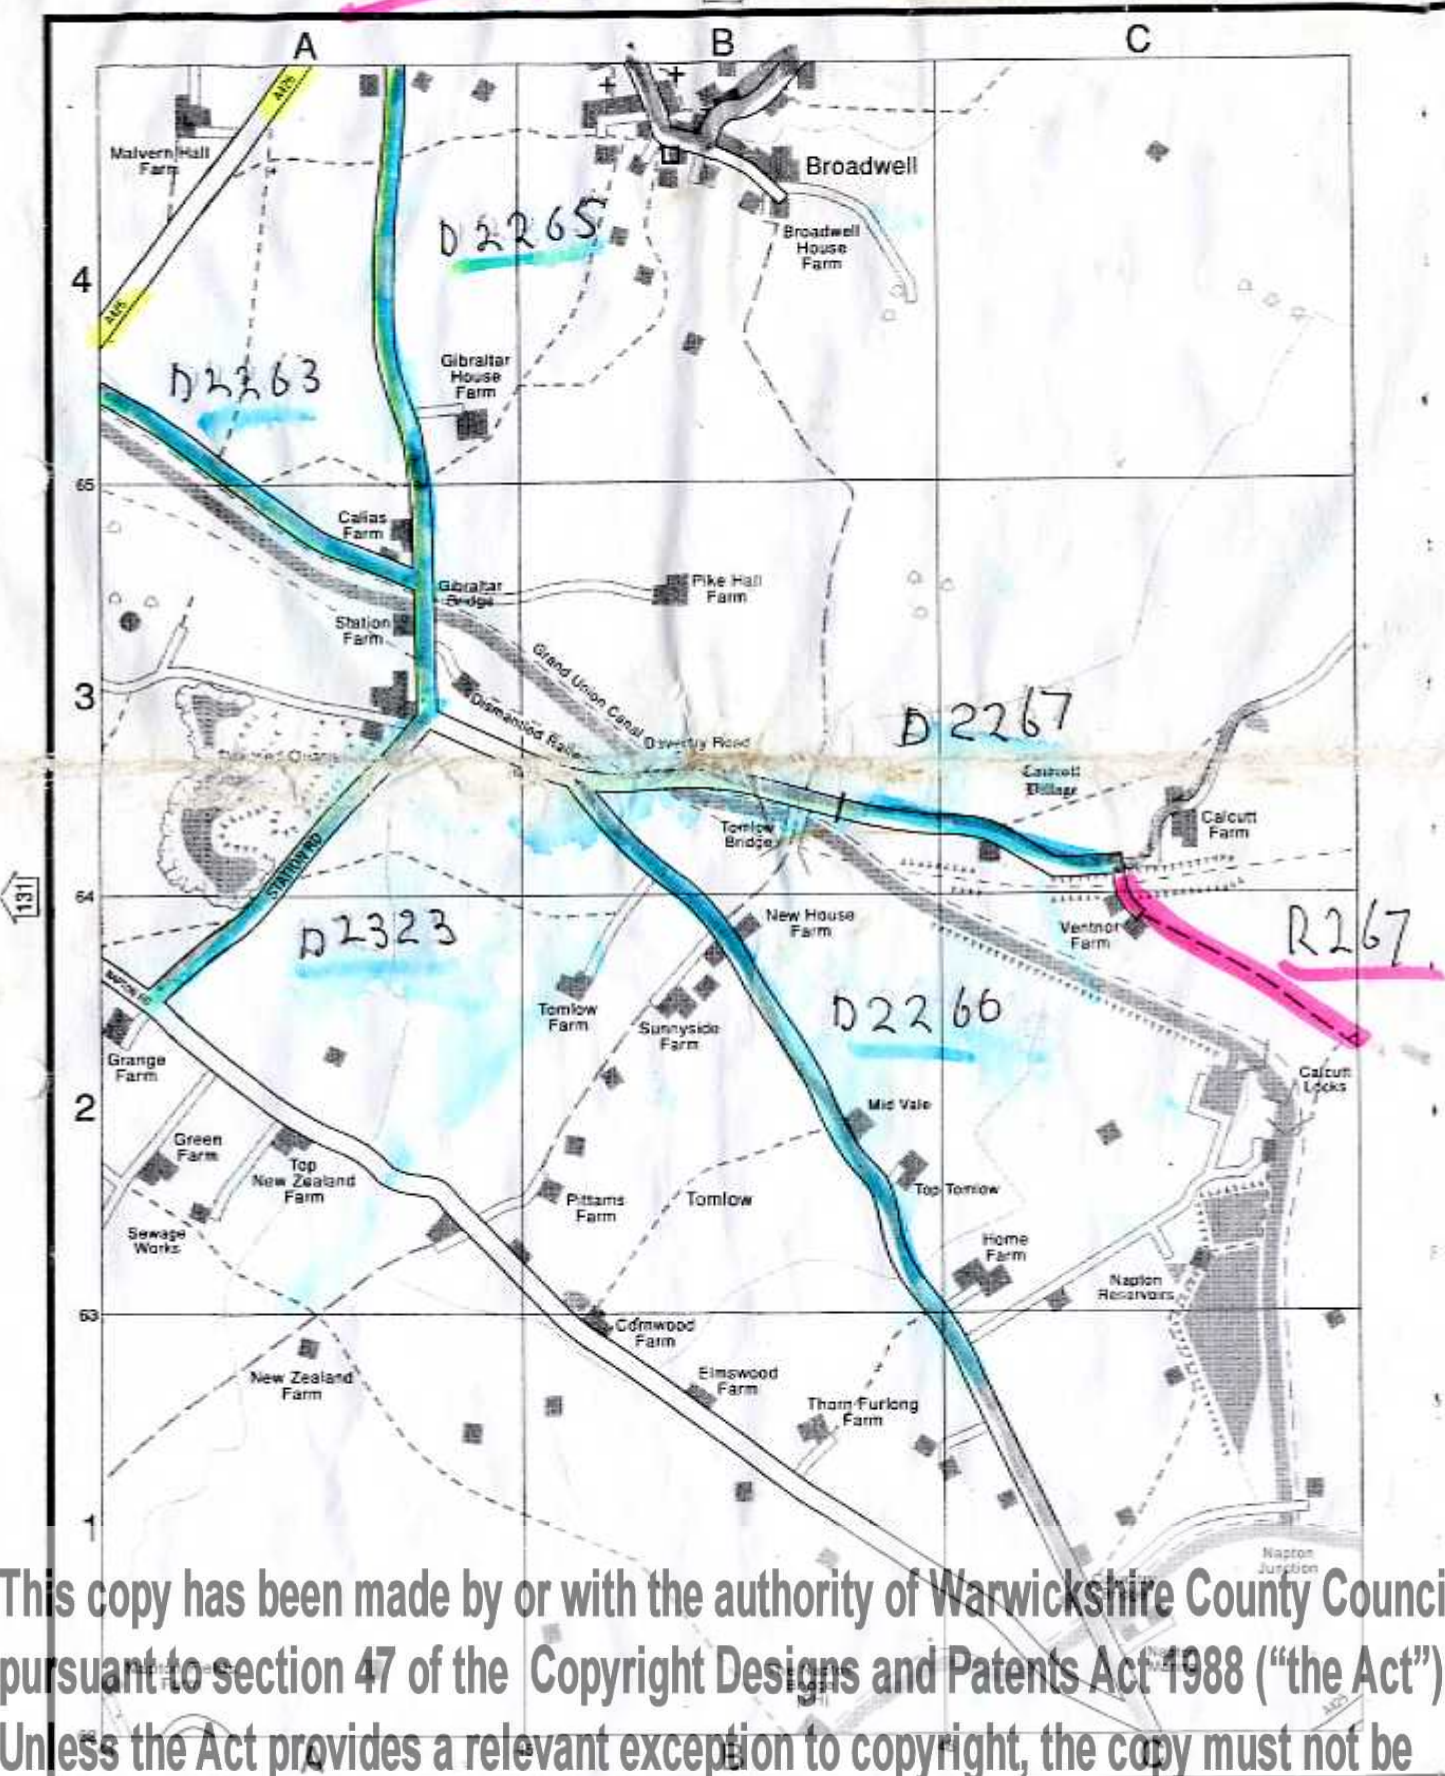 A
B
C
A426
Malvern Hall
Farm
Broadwell
D2265
Broadwell
House
Farm
4
A426
Gibraltar
House
Farm
D2263
65
Calias
Farm
Gibraltar
Bridge
Pike Hall
Farm
Station
Farm
Grand Union Canal
3
Dismantled Railway
D2267
Daventry Road
Calcutt
Village
Calcutt
Farm
Tomlow
Bridge
STATION RD
131
64
New House
Farm
Ventnor
Farm
R267
D2323
NAPTON RD
Tomlow
Farm
Sunnyside
Farm
D2266
Grange
Farm
Calcutt
Locks
2
Mid Vale
Green
Farm
Top
New Zealand
Farm
Pittams
Farm
Tomlow
Top Tomlow
Sewage
Works
Home
Farm
Napton
Reservoirs
63
Cornwood
Farm
New Zealand
Farm
Elmswood
Farm
Thorn Furlong
Farm
1
Napton
Junction
This copy has been made by or with the authority of Warwickshire County Counci
pursuant to section 47 of the Copyright Designs and Patents Act 1988 (“the Act”)
A425
Unless the Act provides a relevant exception to copyright, the copy must not be
A
B
C